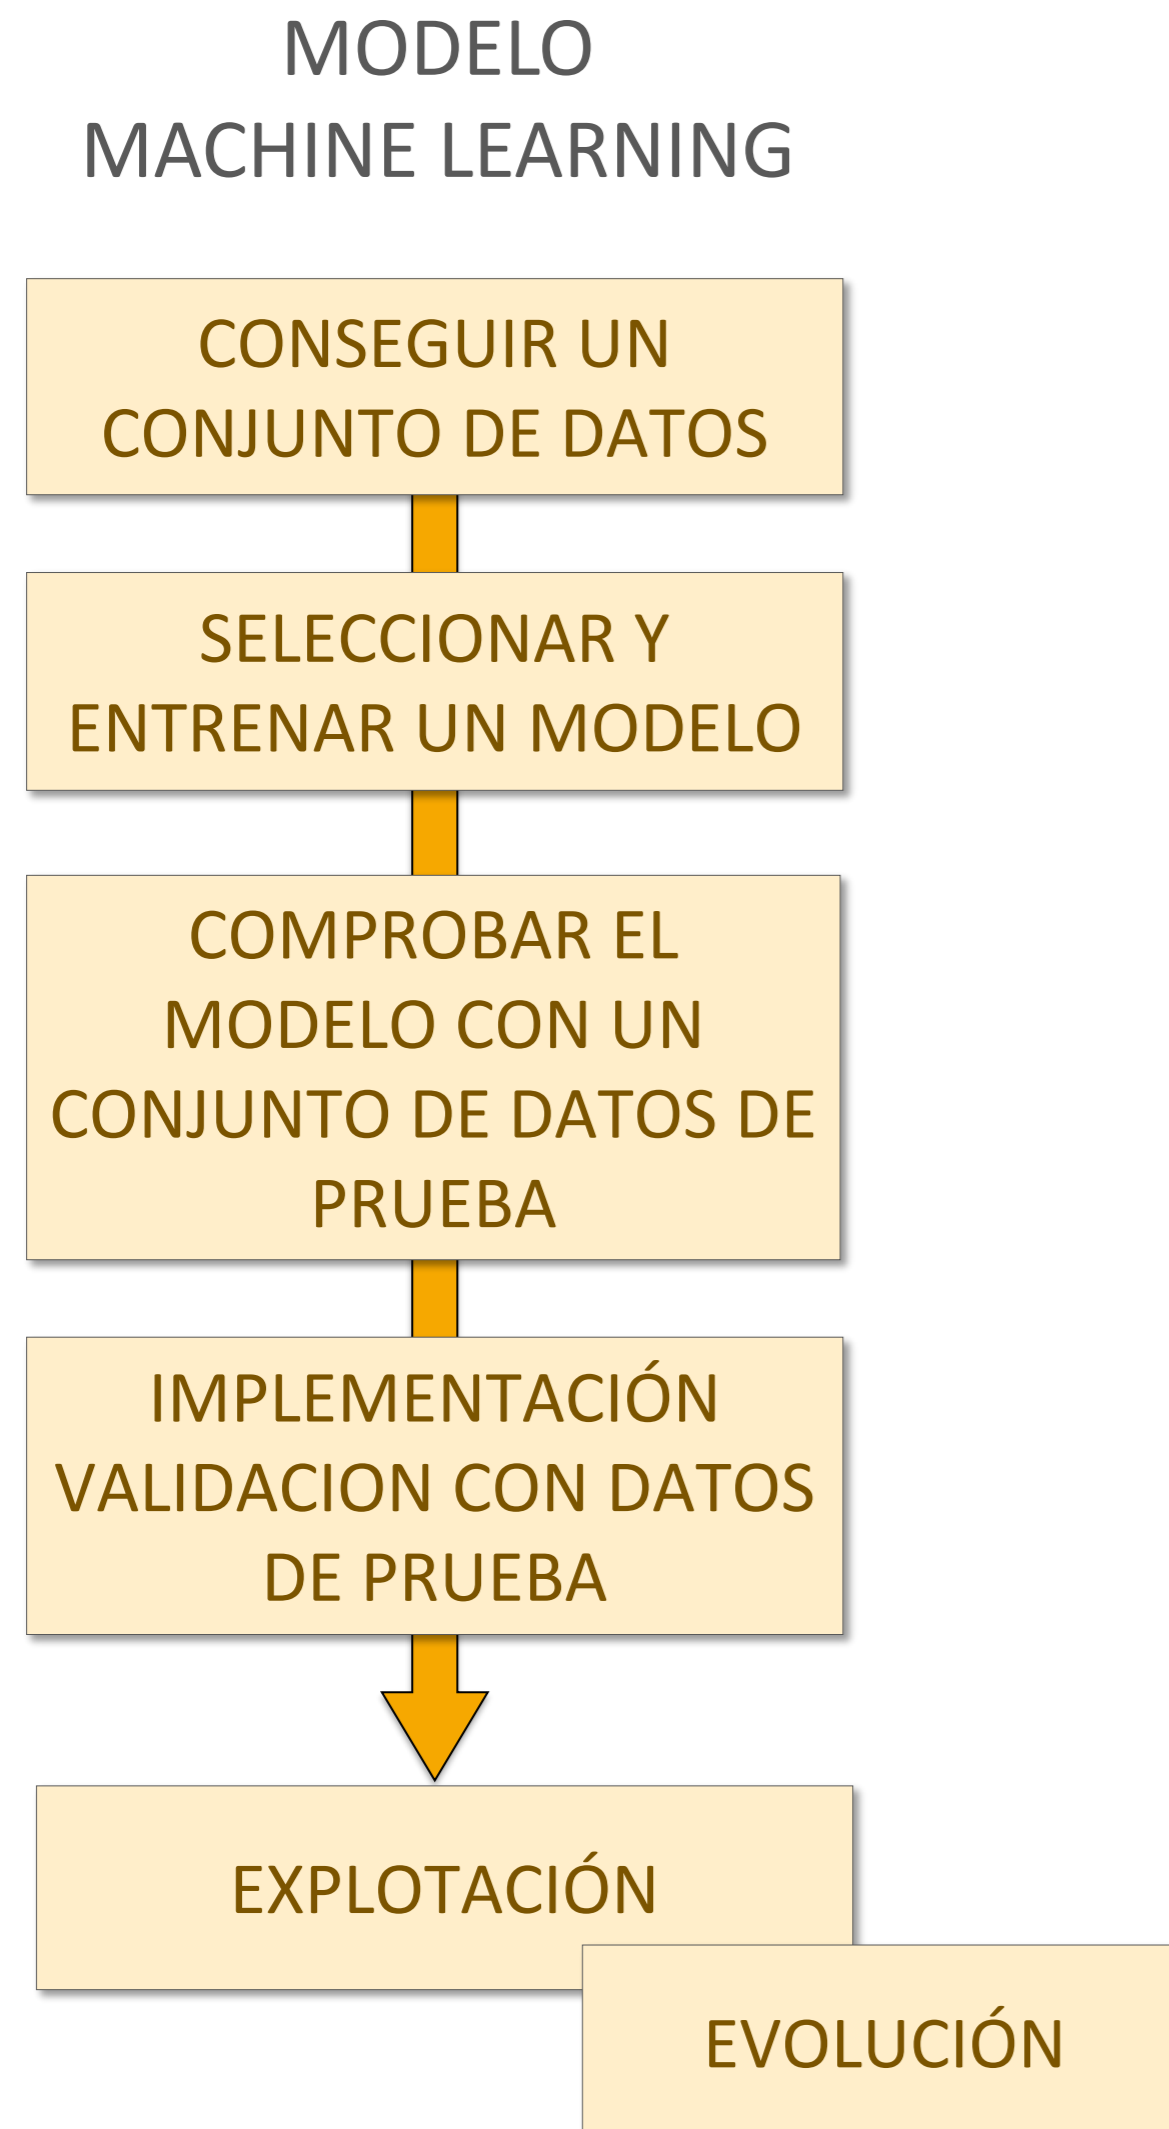 MODELO
MACHINE LEARNING
CONSEGUIR UN
CONJUNTO DE DATOS
SELECCIONAR Y
ENTRENAR UN MODELO
COMPROBAR EL
MODELO CON UN
CONJUNTO DE DATOS DE
PRUEBA
IMPLEMENTACIÓN
VALIDACION CON DATOS
DE PRUEBA
EXPLOTACIÓN
EVOLUCIÓN